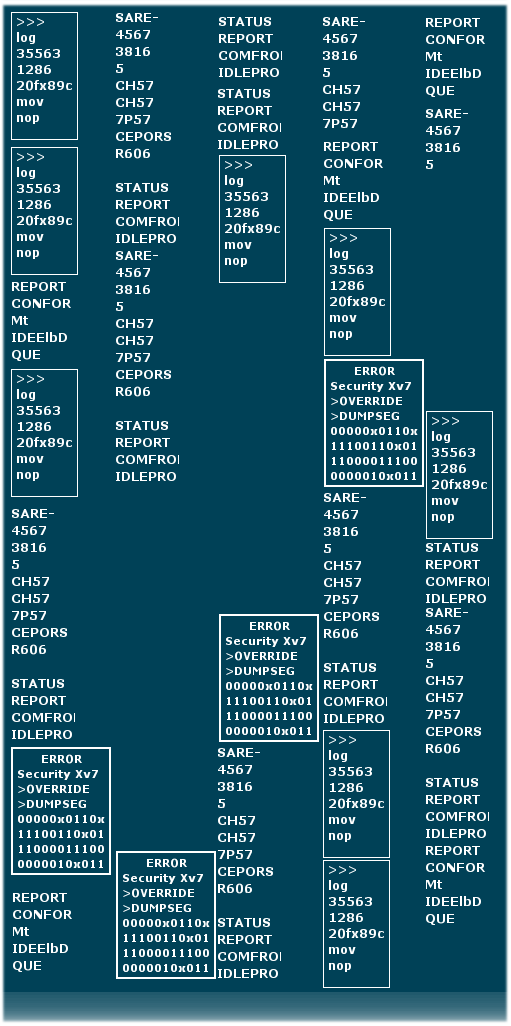 >>>
log
35563
1286
20fx89c
mov
nop
>>>
log
35563
1286
20fx89c
mov
nop
REPORT
CONFOR
Mt
IDEElbD
QUE
>>>
log
35563
1286
20fx89c
mov
nop
SARE-
4567
3816
5
CH57
CH57
7P57
CEPORS
R606
STATUS
REPORT
COMFROI
IDLEPRO
ERROR
Security Xv7
>OVERRIDE
>DUMPSEG
00000x0110x
11100110x01
11000011100
0000010x011
REPORT
CONFOR
Mt
IDEElbD
QUE
SARE-
4567
3816
5
CH57
CH57
7P57
CEPORS
R606
STATUS
REPORT
COMFROI
IDLEPRO
SARE-
4567
3816
5
CH57
CH57
7P57
CEPORS
R606
STATUS
REPORT
COMFROI
IDLEPRO
ERROR
Security Xv7
>OVERRIDE
>DUMPSEG
00000x0110x
11100110x01
11000011100
0000010x011
STATUS
REPORT
COMFROI
IDLEPRO
STATUS
REPORT
COMFROI
IDLEPRO
>>>
log
35563
1286
20fx89c
mov
nop
ERROR
Security Xv7
>OVERRIDE
>DUMPSEG
00000x0110x
11100110x01
11000011100
0000010x011
SARE-
4567
3816
5
CH57
CH57
7P57
CEPORS
R606
STATUS
REPORT
COMFROI
IDLEPRO
SARE-
4567
3816
5
CH57
CH57
7P57
REPORT
CONFOR
Mt
IDEElbD
QUE
>>>
log
35563
1286
20fx89c
mov
nop
ERROR
Security Xv7
>OVERRIDE
>DUMPSEG
00000x0110x
11100110x01
11000011100
0000010x011
SARE-
4567
3816
5
CH57
CH57
7P57
CEPORS
R606
STATUS
REPORT
COMFROI
IDLEPRO
>>>
log
35563
1286
20fx89c
mov
nop
>>>
log
35563
1286
20fx89c
mov
nop
REPORT
CONFOR
Mt
IDEElbD
QUE
SARE-
4567
3816
5
>>>
log
35563
1286
20fx89c
mov
nop
STATUS
REPORT
COMFROI
IDLEPRO
SARE-
4567
3816
5
CH57
CH57
7P57
CEPORS
R606
STATUS
REPORT
COMFROI
IDLEPRO
REPORT
CONFOR
Mt
IDEElbD
QUE